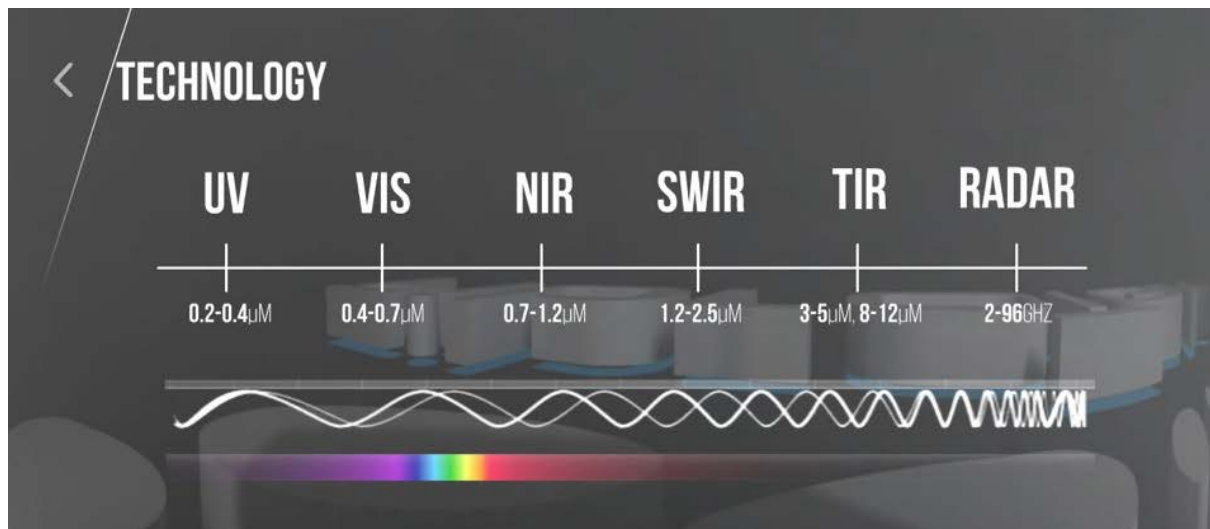 TECHNOLOGY
UV VIS NIR SWIR TIR RADAR
0.2-0.4µM 0.4-0.7µM 0.7-1.2µM 1.2-2.5µM 3-5µM, 8-12µM 2-96GHZ